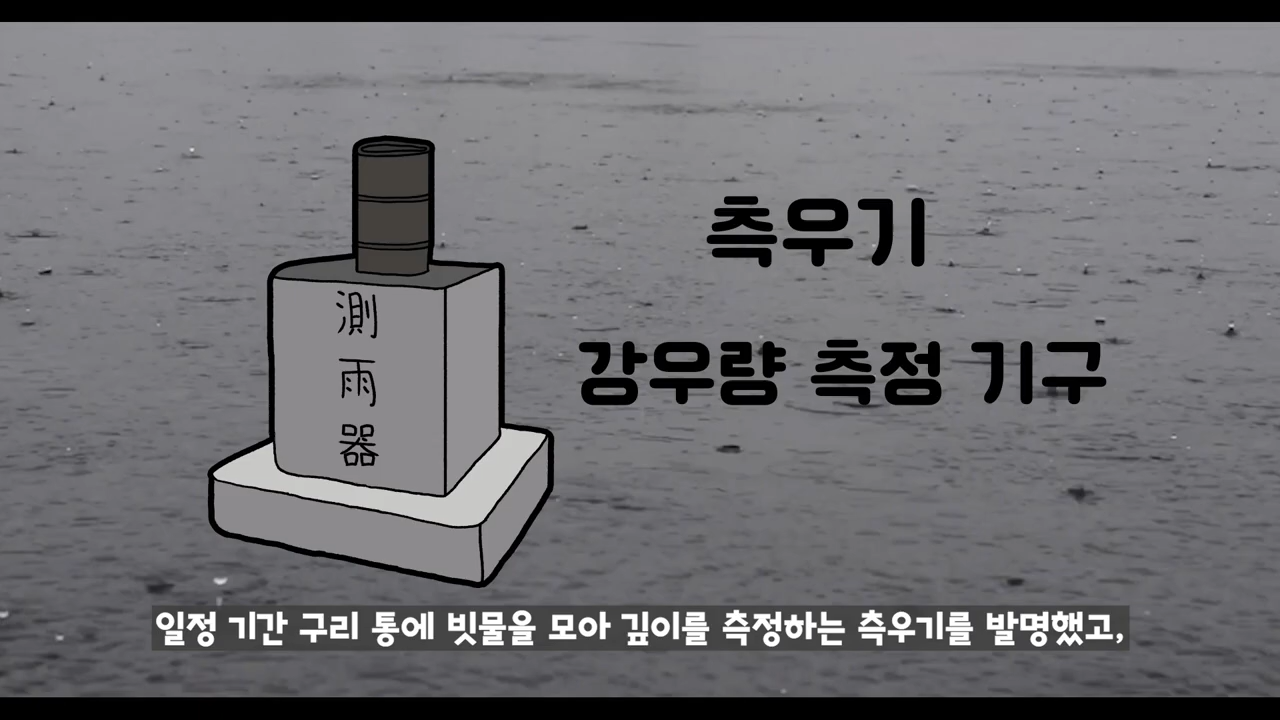 측우기
강우량 측정 기구
測
雨
器
일정 기간 구리 통에 빗물을 모아 깊이를 측정하는 측우기를 발명했고,